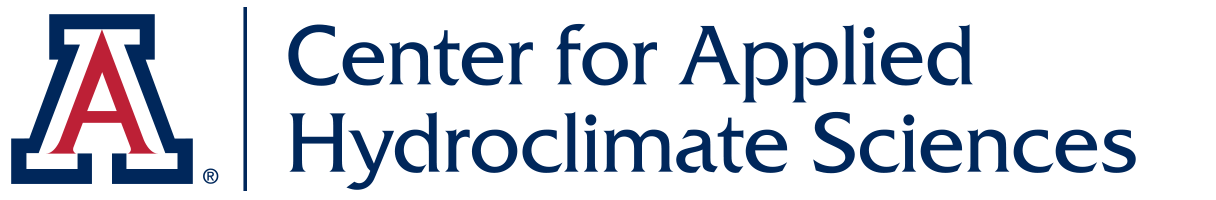 A ®
Center for Applied
Hydroclimate Sciences